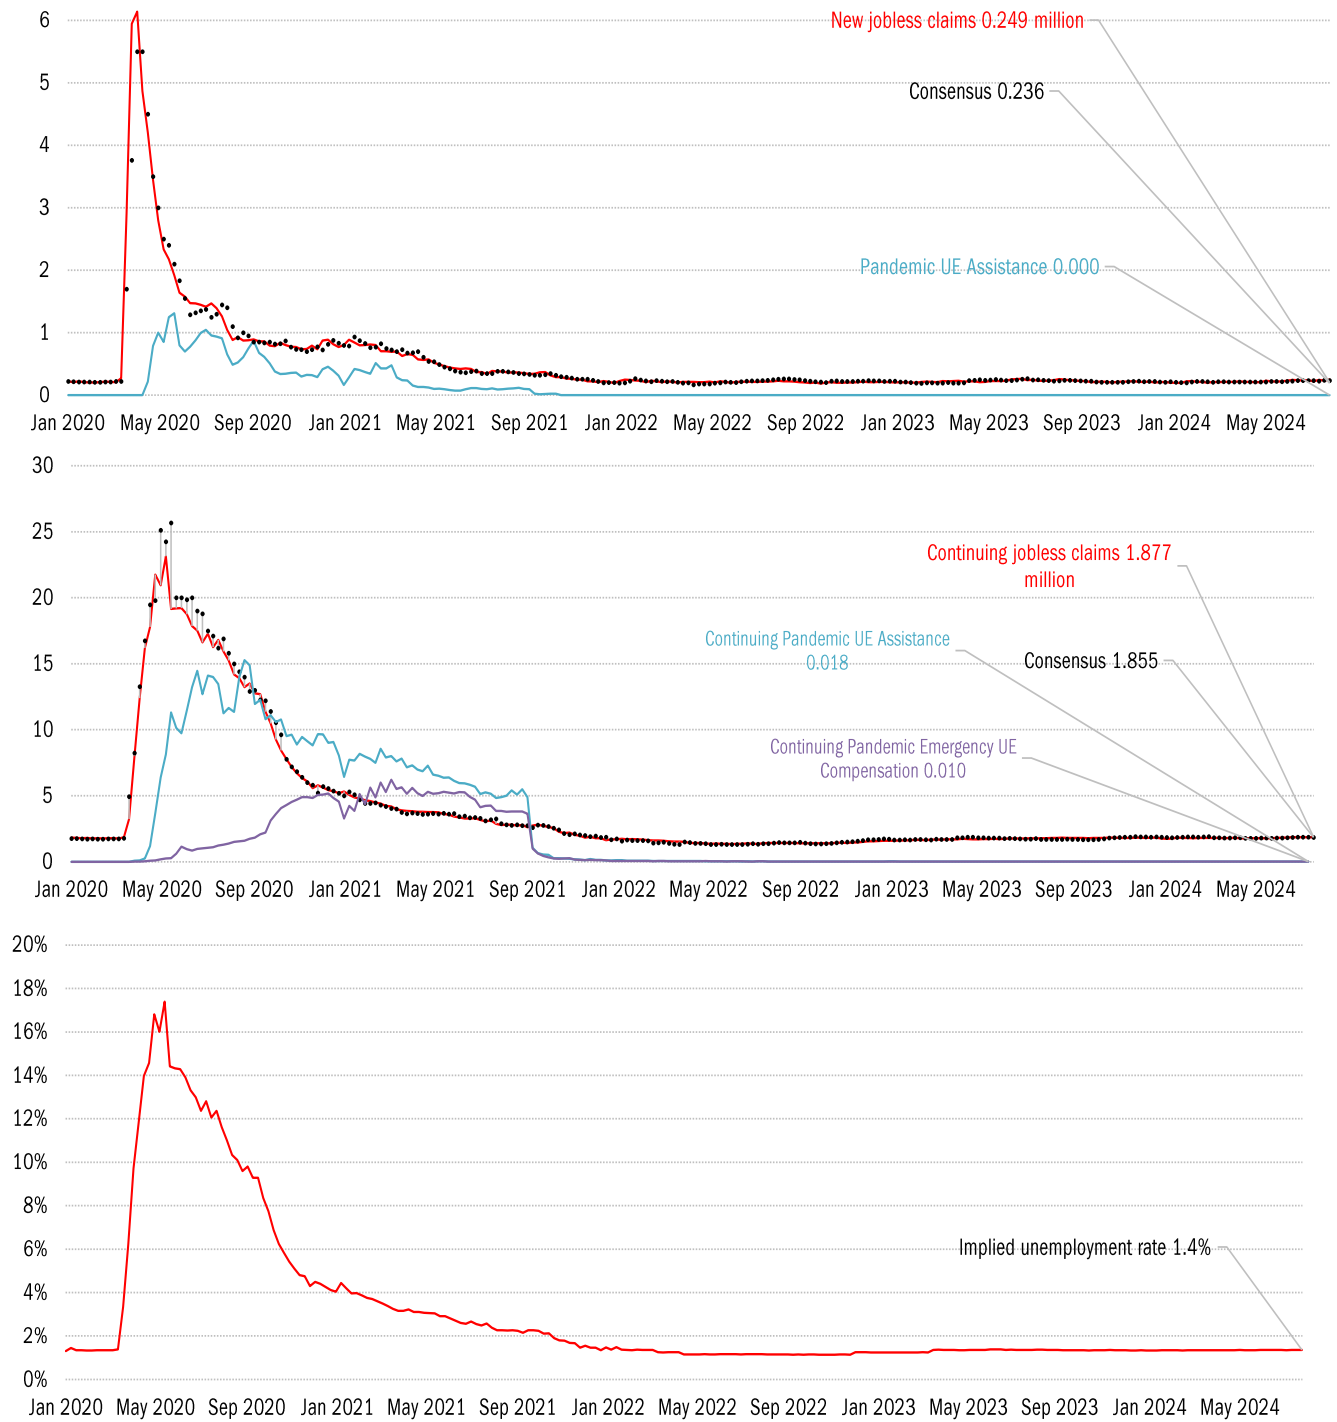 6
New jobless claims 0.249 million
5
Consensus 0.236
4
3
Pandemic UE Assistance 0.000
2
1
0
Jan 2020 May 2020 Sep 2020 Jan 2021 May 2021 Sep 2021 Jan 2022 May 2022 Sep 2022 Jan 2023 May 2023 Sep 2023 Jan 2024 May 2024
30
25
Continuing jobless claims 1.877
million
20
Continuing Pandemic UE Assistance
0.018
Consensus 1.855
15
10
Continuing Pandemic Emergency UE
Compensation 0.010
5
0
Jan 2020 May 2020 Sep 2020 Jan 2021 May 2021 Sep 2021 Jan 2022 May 2022 Sep 2022 Jan 2023 May 2023 Sep 2023 Jan 2024 May 2024
20%
18%
16%
14%
12%
10%
8%
6%
Implied unemployment rate 1.4%
4%
2%
0%
Jan 2020 May 2020 Sep 2020 Jan 2021 May 2021 Sep 2021 Jan 2022 May 2022 Sep 2022 Jan 2023 May 2023 Sep 2023 Jan 2024 May 2024